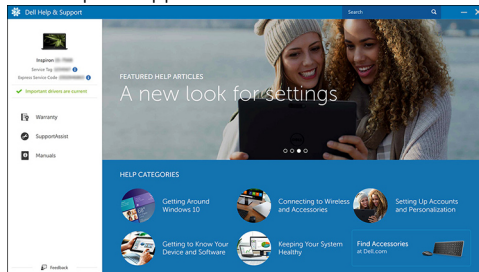 Dell Help & Support
Search
Inspiron
Service Tag:
Express Service Code:
Important drivers are current
Warranty
SupportAssist
Manuals
Feedback
FEATURED HELP ARTICLES
A new look for settings
HELP CATEGORIES
Getting Around
Windows 10
Connecting to Wireless
and Accessories
Setting Up Accounts
and Personalization
Getting to Know Your
Device and Software
Keeping Your System
Healthy
Find Accessories
at Dell.com